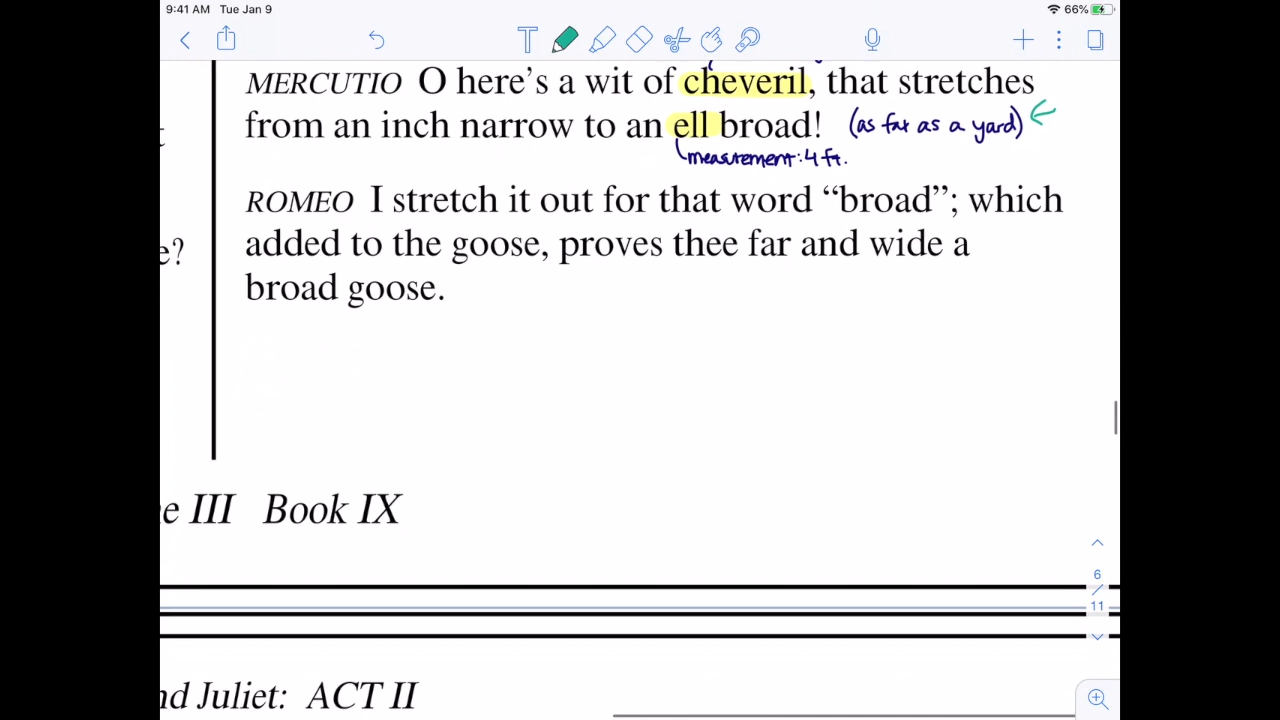 9:41 AM Tue Jan 9
66%
MERCUTIO O here's a wit of cheveril, that stretches
from an inch narrow to an ell broad! (as far as a yard)
measurement: 4 ft.
ROMEO I stretch it out for that word “broad”; which
e? added to the goose, proves thee far and wide a
broad goose.
e III Book IX
6
/
11
nd Juliet: ACT II